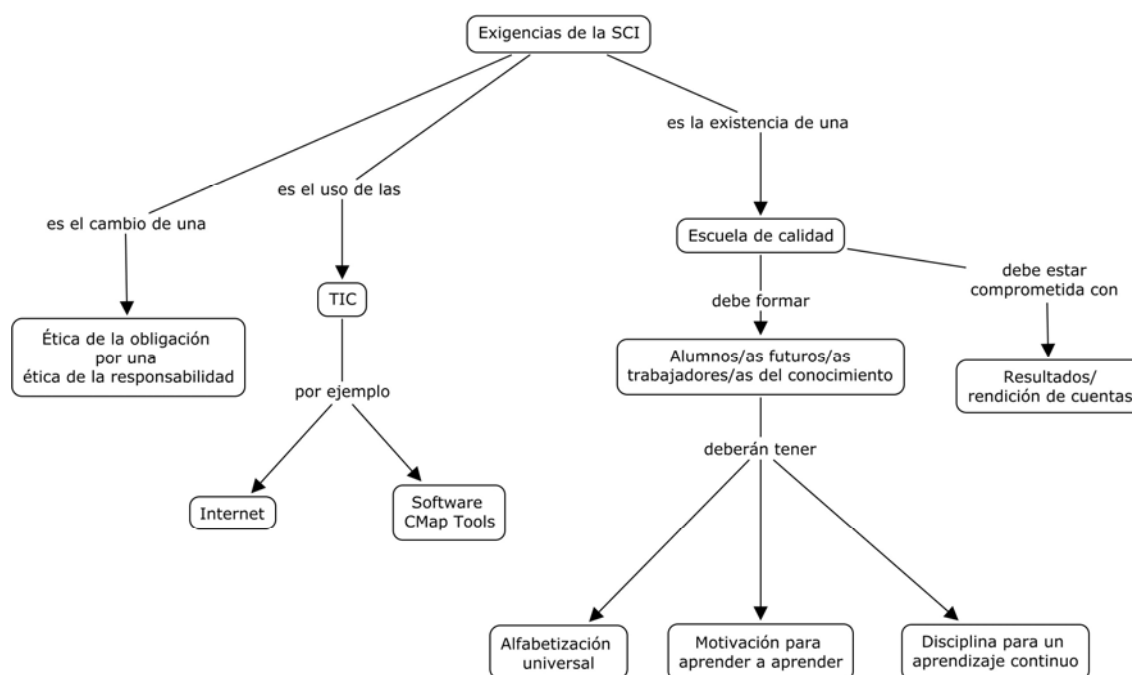 Exigencias de la SCI
es la existencia de una
es el uso de las
es el cambio de una
Escuela de calidad
debe estar
comprometida con
TIC
debe formar
Ética de la obligación
por una
ética de la responsabilidad
Alumnos/as futuros/as
trabajadores/as del conocimiento
Resultados/
rendición de cuentas
por ejemplo
deberán tener
Internet
Software
CMap Tools
Alfabetización
universal
Motivación para
aprender a aprender
Disciplina para un
aprendizaje continuo